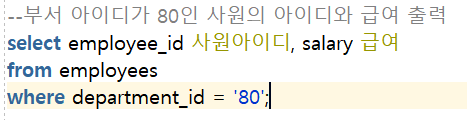 --부서 아이디가 80인 사원의 아이디와 급여 출력
select employee_id 사원아이디, salary 급여
from employees
where department_id = '80';